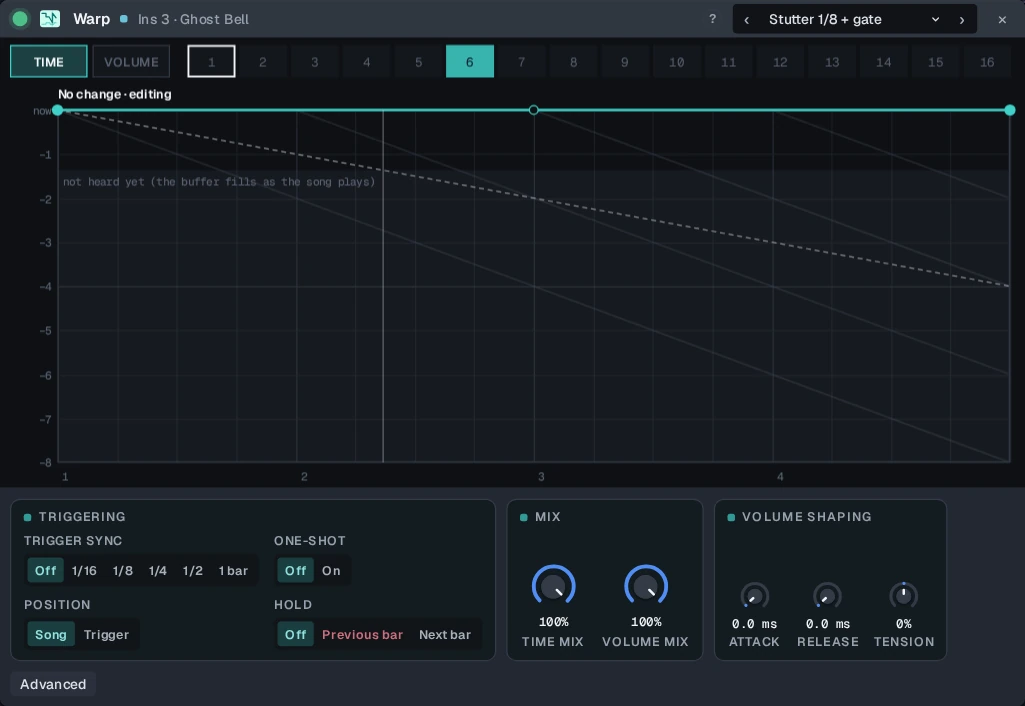 Warp Ins 3 · Ghost Bell ? ‹ Stutter 1/8 + gate › ×
TIME VOLUME 1 2 3 4 5 6 7 8 9 10 11 12 13 14 15 16
No change · editing
now
-1
not heard yet (the buffer fills as the song plays)
-2
-3
-4
-5
-6
-7
-8
1 2 3 4
TRIGGERING
TRIGGER SYNC
Off 1/16 1/8 1/4 1/2 1 bar
ONE-SHOT
Off On
POSITION
Song Trigger
HOLD
Off Previous bar Next bar
MIX
100% 100%
TIME MIX VOLUME MIX
VOLUME SHAPING
0.0 ms 0.0 ms 0%
ATTACK RELEASE TENSION
Advanced